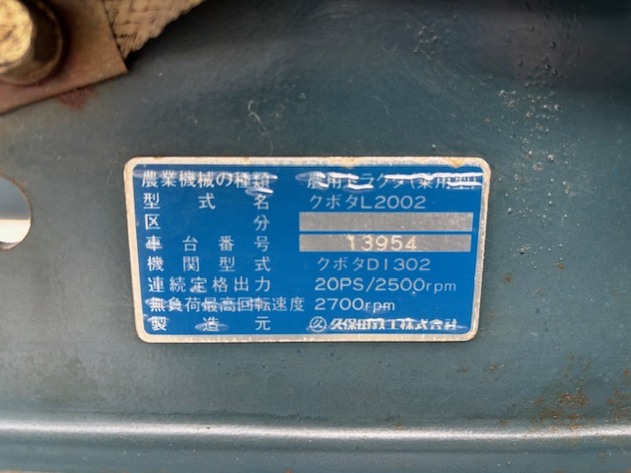 農業機械の種類 農用トラクタ(乗用型)
型式名 クボタL2002
区分
車台番号 13954
機関型式 クボタD1302
連続定格出力 20PS/2500rpm
無負荷最高回転速度 2700rpm
製造元 久保田鉄工株式会社